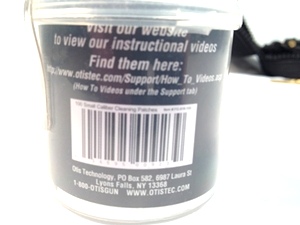 Visit our website
to view our instructional videos
Find them here:
http://www.otistec.com/Support/How_To_Videos.asp
(How To Videos under the Support tab)
100 Small Caliber Cleaning Patches
Otis Technology, PO Box 582, 6987 Laura St
Lyons Falls, NY 13368
1-800-OTISGUN WWW.OTISTEC.COM